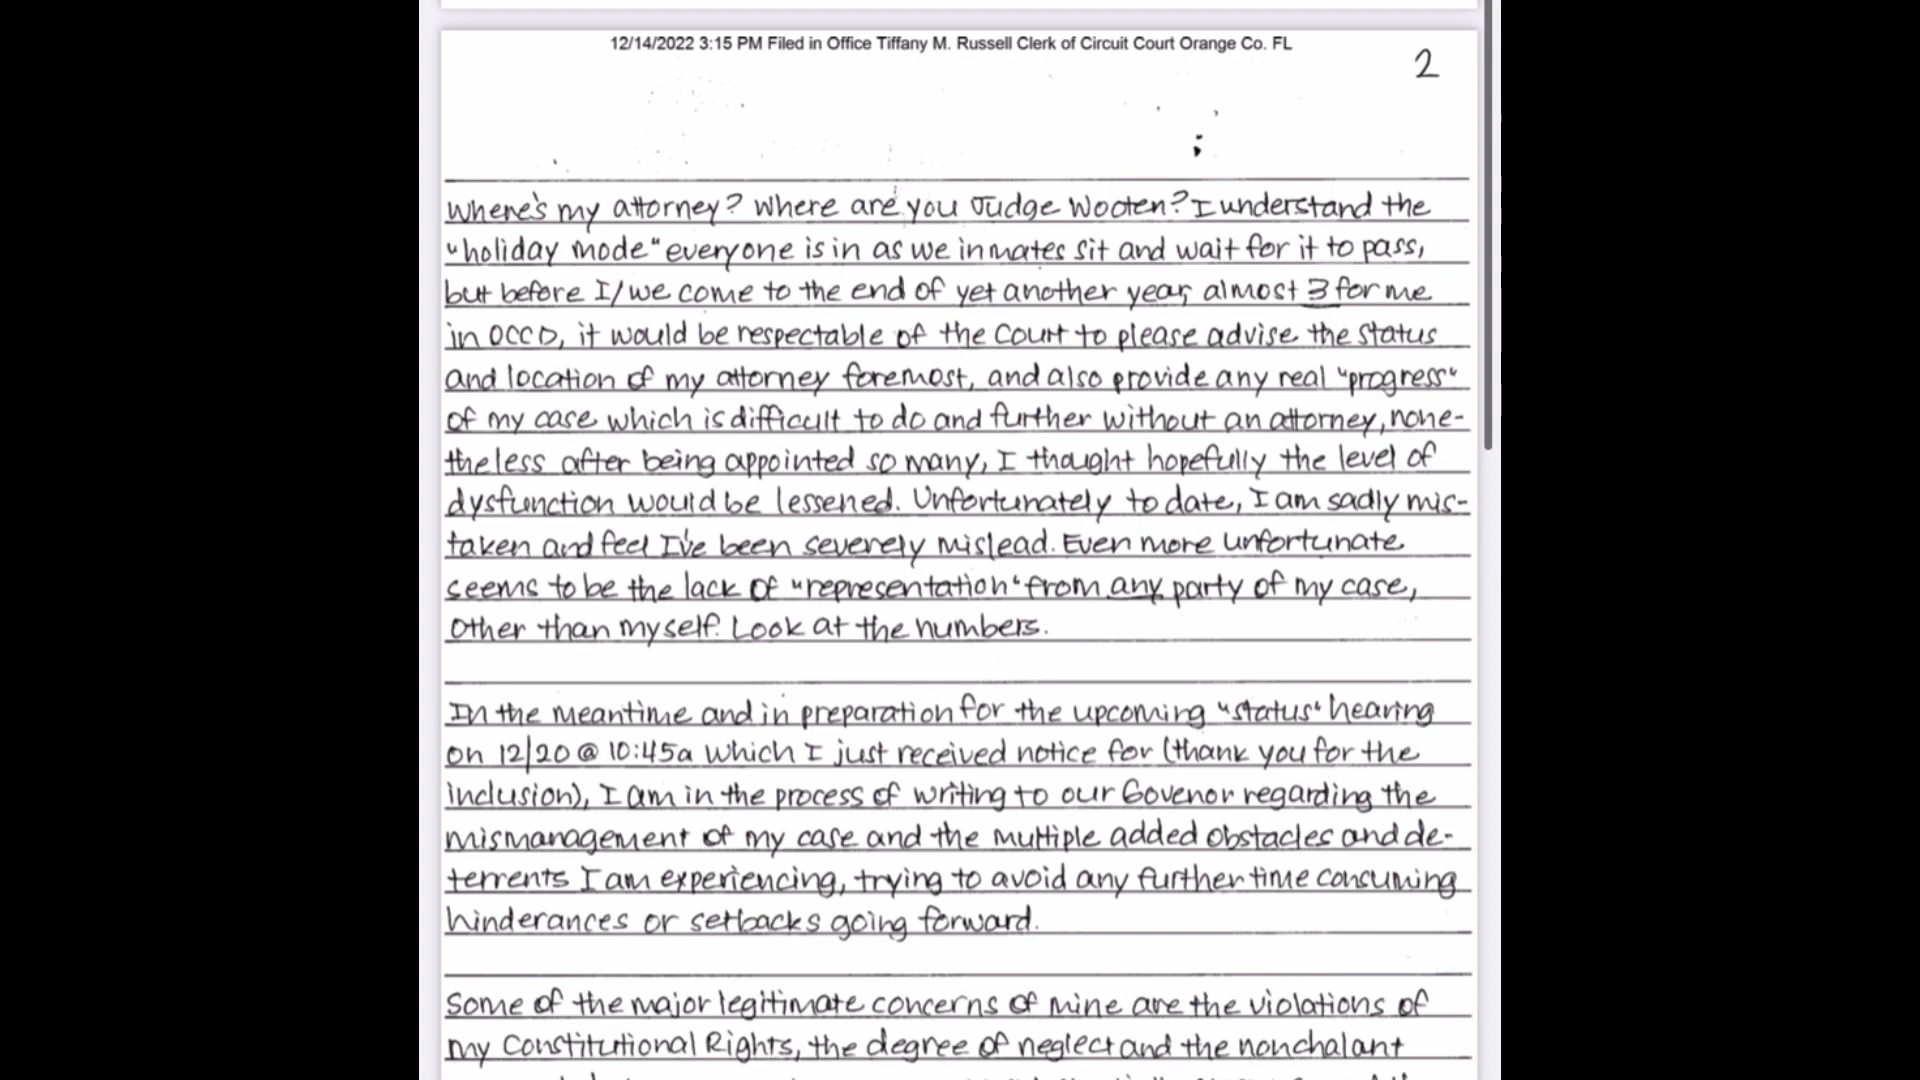 12/14/2022 3:15 PM Filed in Office Tiffany M. Russell Clerk of Circuit Court Orange Co. FL
2
Where's my attorney? Where are you Judge Wooten? I understand the
"holiday mode" everyone is in as we inmates sit and wait for it to pass,
but before I/we come to the end of yet another year, almost 3 for me
in OCCD, it would be respectable of the Court to please advise the status
and location of my attorney foremost, and also provide any real "progress"
of my case which is difficult to do and further without an attorney, none-
theless after being appointed so many, I thought hopefully the level of
dysfunction would be lessened. Unfortunately to date, I am sadly mis-
taken and feel I've been severely mislead. Even more unfortunate
seems to be the lack of "representation" from any party of my case,
other than myself. Look at the numbers.
In the meantime and in preparation for the upcoming "status" hearing
on 12/20 @ 10:45a which I just received notice for (thank you for the
inclusion), I am in the process of writing to our Govenor regarding the
mismanagement of my case and the multiple added obstacles and de-
terrents I am experiencing, trying to avoid any further time consuming
hinderances or setbacks going forward.
Some of the major legitimate concerns of mine are the violations of
my Constitutional Rights, the degree of neglect and the nonchalant